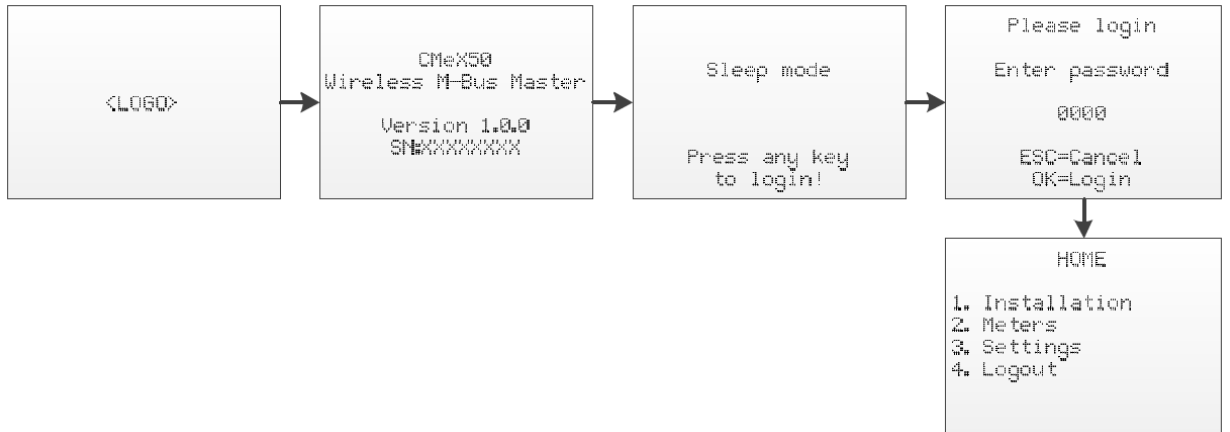 <LOGO>
CMeX50
Wireless M-Bus Master
Version 1.0.0
SN:XXXXXXXX
Sleep mode
Press any key
to login!
Please login
Enter password
0000
ESC=Cancel
OK=Login
HOME
1. Installation
2. Meters
3. Settings
4. Logout